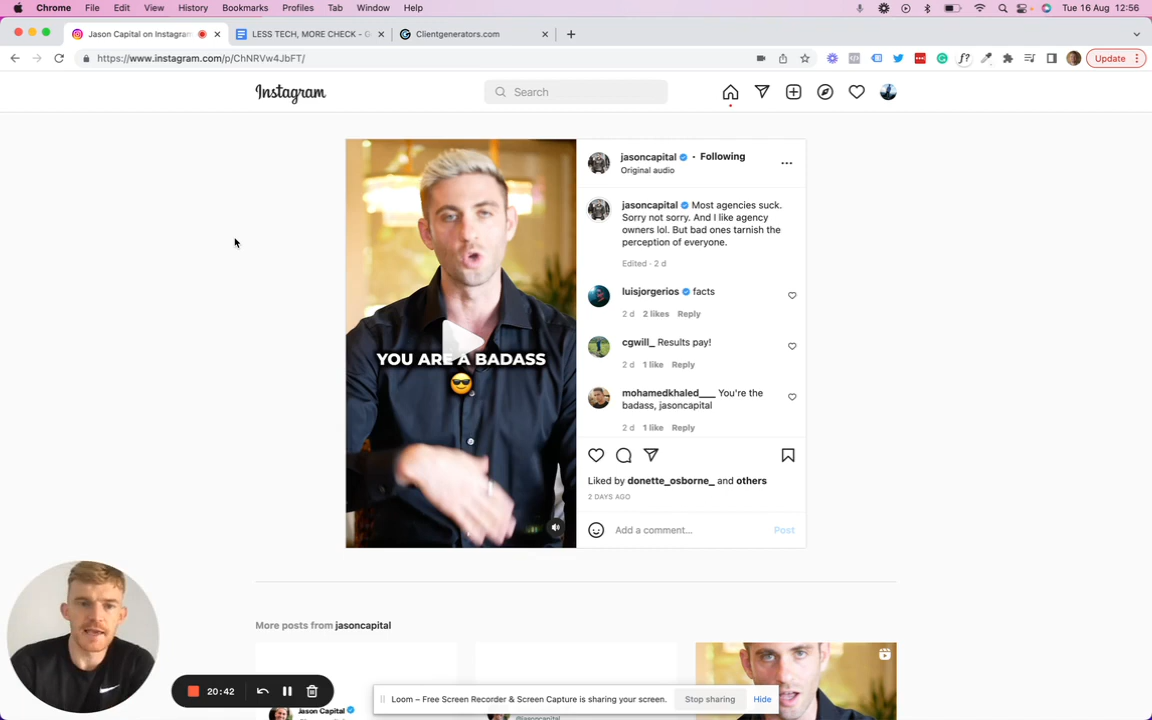 Chrome File Edit View History Bookmarks Profiles Tab Window Help Tue 16 Aug 12:56
Jason Capital on Instagram
LESS TECH, MORE CHECK - G
Clientgenerators.com
https://www.instagram.com/p/ChNRVw4JbFT/
f?
Update
Instagram
Search
jasoncapital • Following
Original audio
jasoncapital Most agencies suck.
Sorry not sorry. And I like agency
owners lol. But bad ones tarnish the
perception of everyone.
Edited · 2 d
luisjorgerios facts
2 d 2 likes Reply
cgwill_ Results pay!
2 d 1 like Reply
mohamedkhaled___ You're the
badass, jasoncapital
2 d 1 like Reply
YOU ARE A BADASS
Liked by donette_osborne_ and others
2 DAYS AGO
Add a comment...
Post
More posts from jasoncapital
Jason Capital
@jasoncapital
20:42
Loom – Free Screen Recorder & Screen Capture is sharing your screen.
Stop sharing
Hide